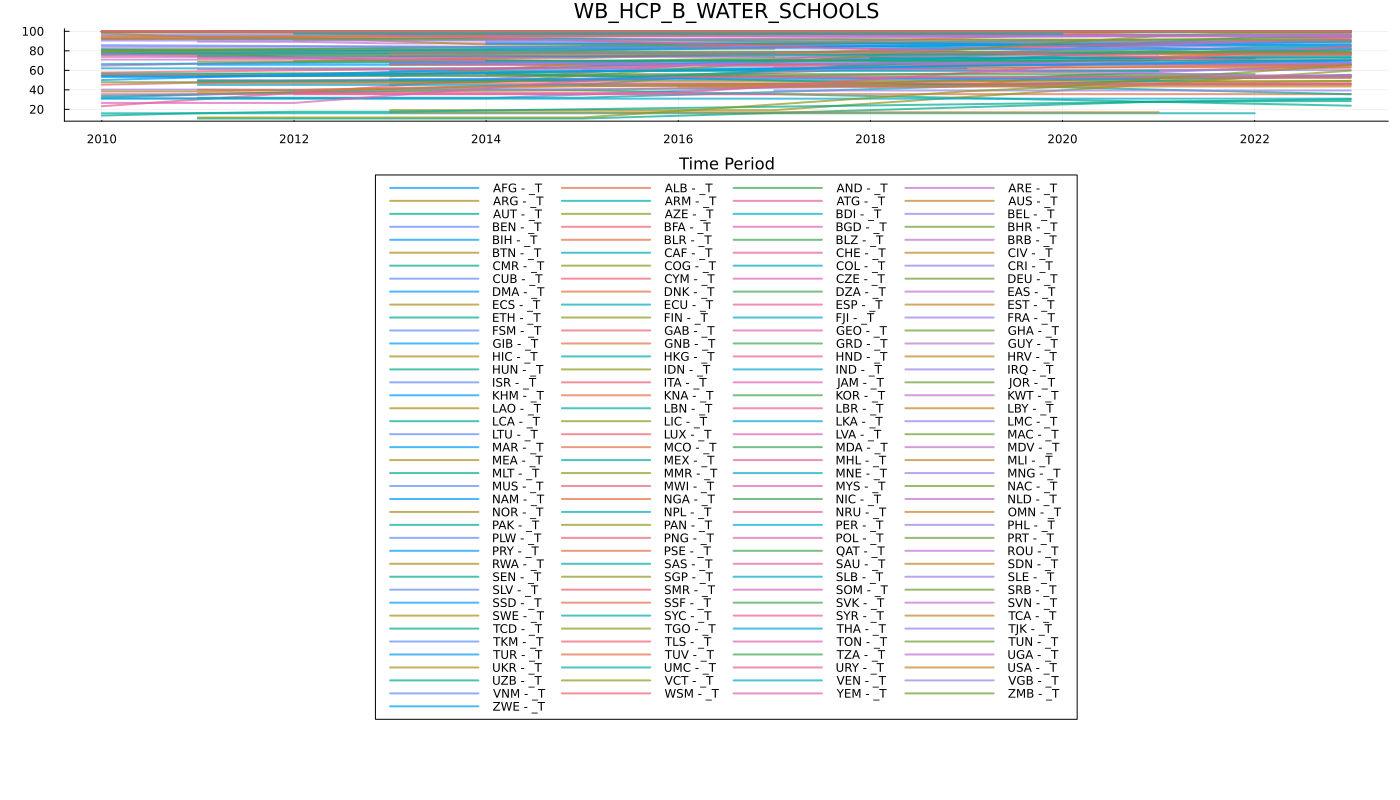 WB_HCP_B_WATER_SCHOOLS
100
80
60
40
20
2010 2012 2014 2016 2018 2020 2022
Time Period
AFG - _T ALB - _T AND - _T ARE - _T
ARG - _T ARM - _T ATG - _T AUS - _T
AUT - _T AZE - _T BDI - _T BEL - _T
BEN - _T BFA - _T BGD - _T BHR - _T
BIH - _T BLR - _T BLZ - _T BRB - _T
BTN - _T CAF - _T CHE - _T CIV - _T
CMR - _T COG - _T COL - _T CRI - _T
CUB - _T CYM - _T CZE - _T DEU - _T
DMA - _T DNK - _T DZA - _T EAS - _T
ECS - _T ECU - _T ESP - _T EST - _T
ETH - _T FIN - _T FJI - _T FRA - _T
FSM - _T GAB - _T GEO - _T GHA - _T
GIB - _T GNB - _T GRD - _T GUY - _T
HIC - _T HKG - _T HND - _T HRV - _T
HUN - _T IDN - _T IND - _T IRQ - _T
ISR - _T ITA - _T JAM - _T JOR - _T
KHM - _T KNA - _T KOR - _T KWT - _T
LAO - _T LBN - _T LBR - _T LBY - _T
LCA - _T LIC - _T LKA - _T LMC - _T
LTU - _T LUX - _T LVA - _T MAC - _T
MAR - _T MCO - _T MDA - _T MDV - _T
MEA - _T MEX - _T MHL - _T MLI - _T
MLT - _T MMR - _T MNE - _T MNG - _T
MUS - _T MWI - _T MYS - _T NAC - _T
NAM - _T NGA - _T NIC - _T NLD - _T
NOR - _T NPL - _T NRU - _T OMN - _T
PAK - _T PAN - _T PER - _T PHL - _T
PLW - _T PNG - _T POL - _T PRT - _T
PRY - _T PSE - _T QAT - _T ROU - _T
RWA - _T SAS - _T SAU - _T SDN - _T
SEN - _T SGP - _T SLB - _T SLE - _T
SLV - _T SMR - _T SOM - _T SRB - _T
SSD - _T SSF - _T SVK - _T SVN - _T
SWE - _T SYC - _T SYR - _T TCA - _T
TCD - _T TGO - _T THA - _T TJK - _T
TKM - _T TLS - _T TON - _T TUN - _T
TUR - _T TUV - _T TZA - _T UGA - _T
UKR - _T UMC - _T URY - _T USA - _T
UZB - _T VCT - _T VEN - _T VGB - _T
VNM - _T WSM - _T YEM - _T ZMB - _T
ZWE - _T